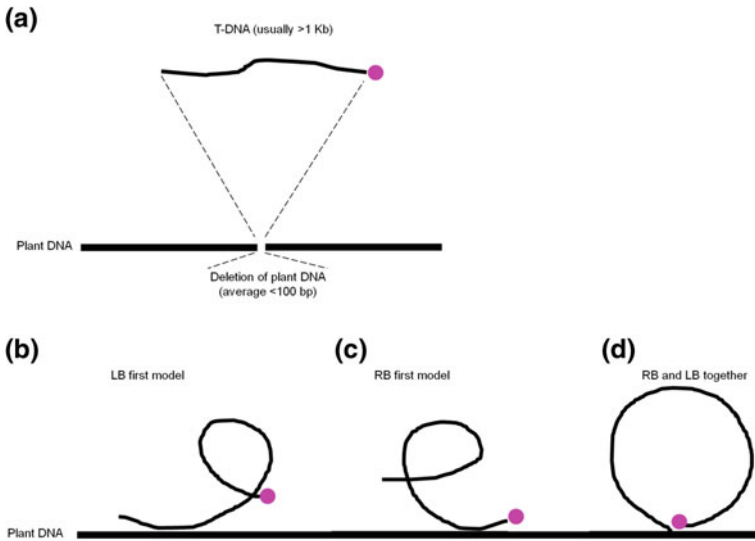 (a)
T-DNA (usually >1 Kb)
Plant DNA
Deletion of plant DNA
(average <100 bp)
(b)
LB first model
(c)
RB first model
(d)
RB and LB together
Plant DNA